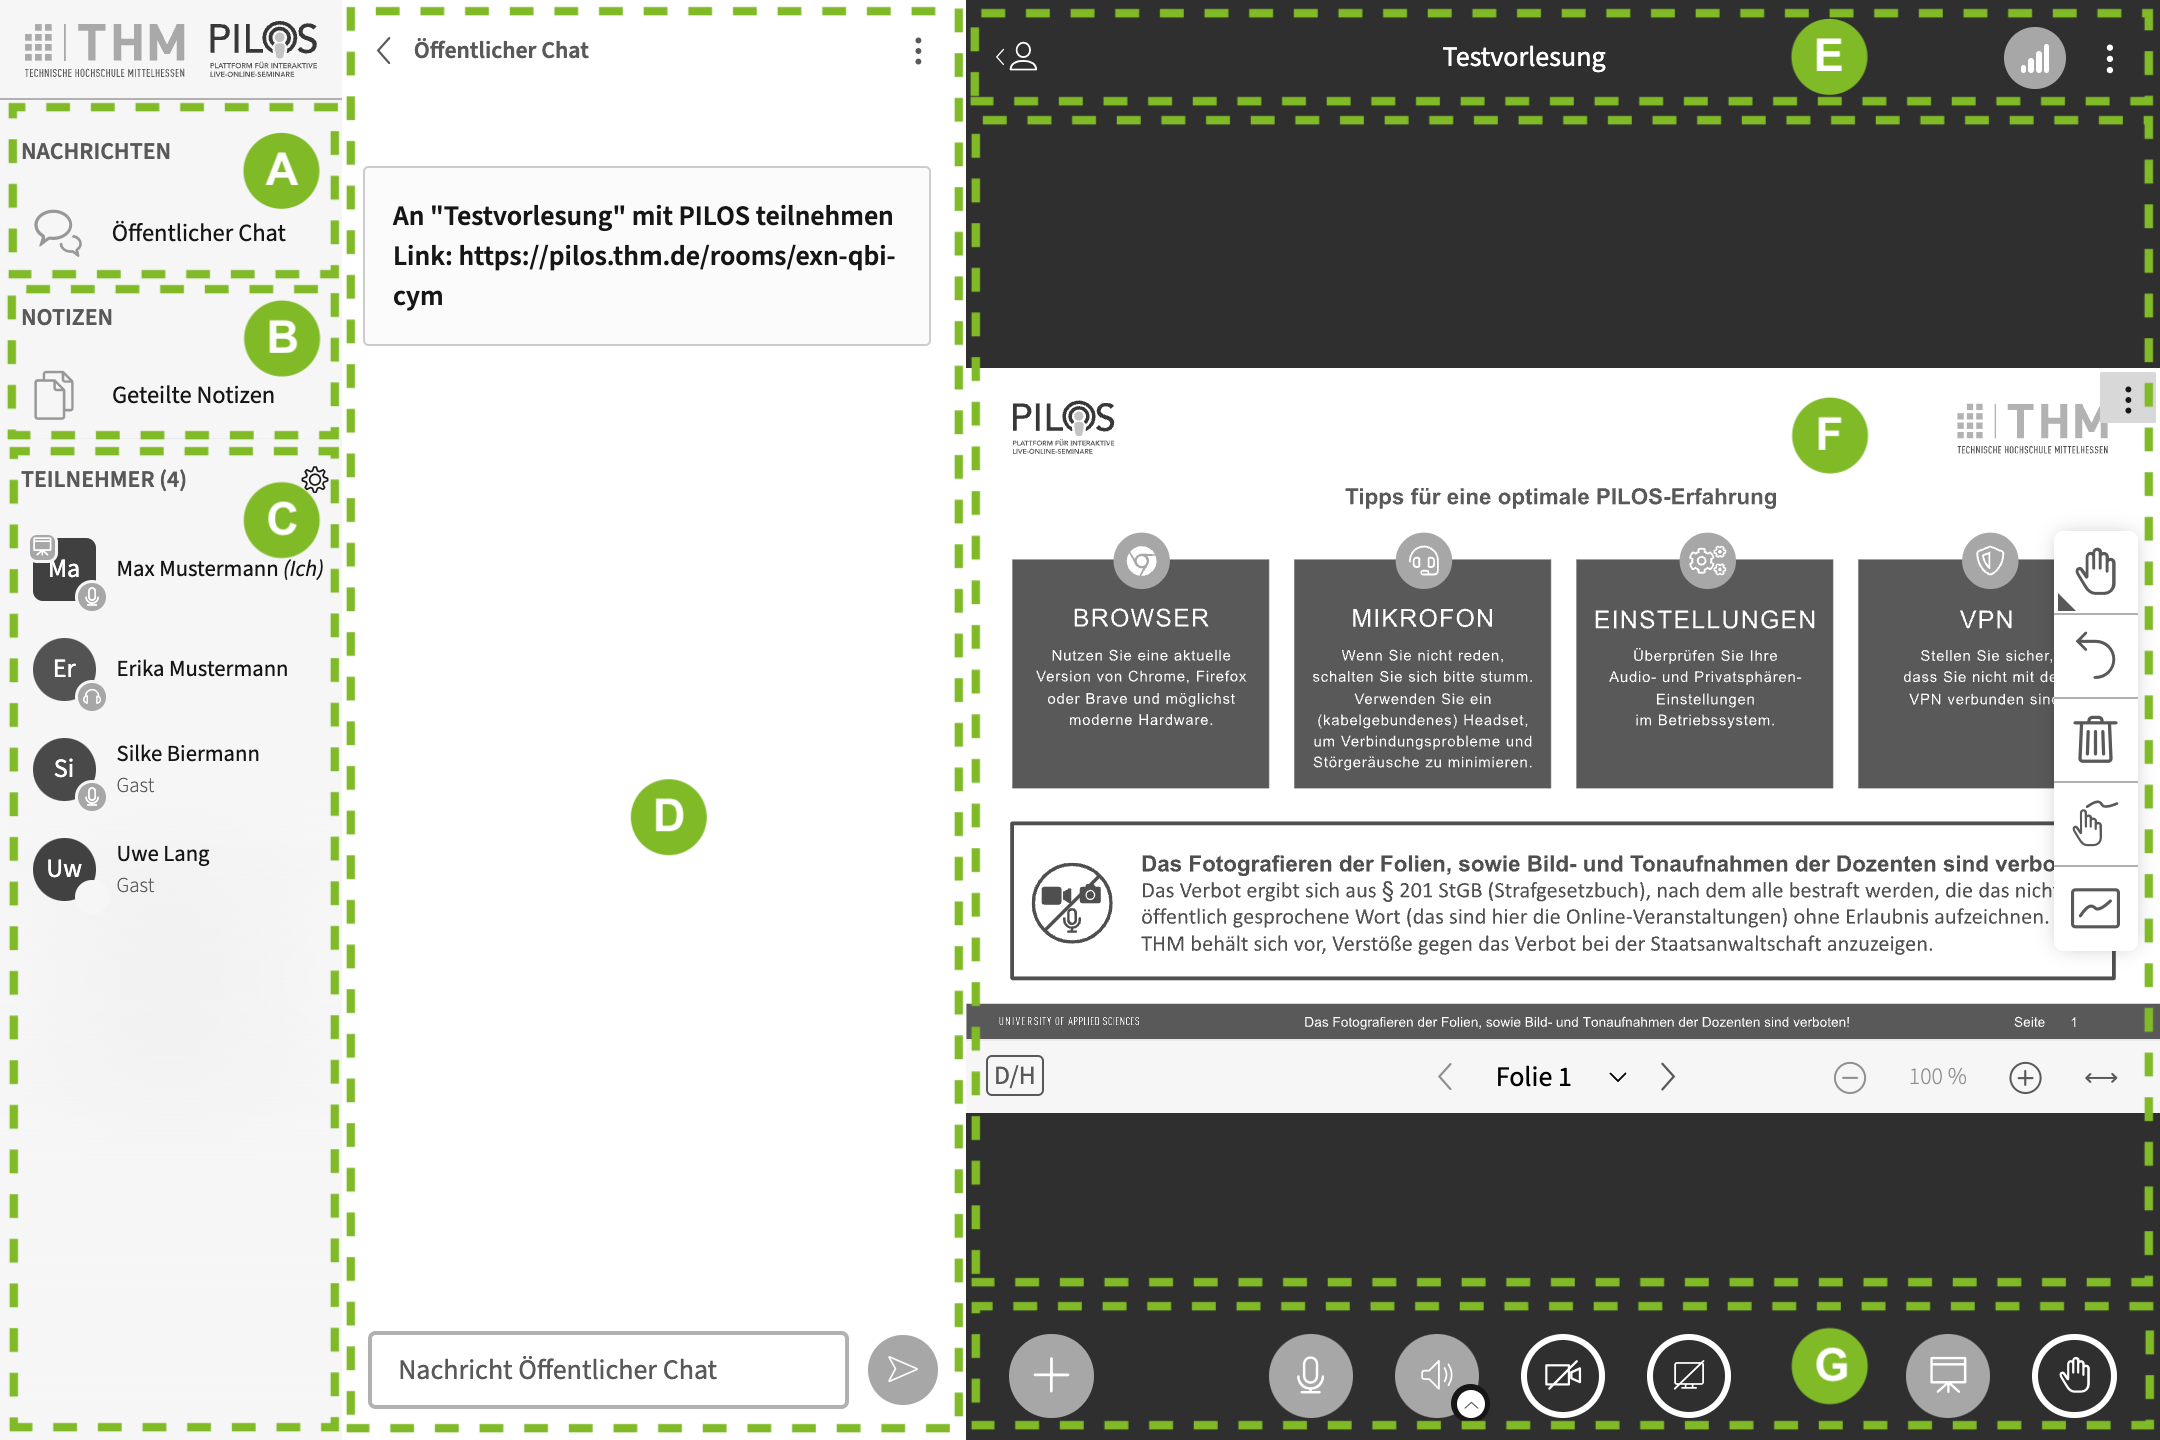 THM
TECHNISCHE HOCHSCHULE MITTELHESSEN
PILOS
PLATTFORM FÜR INTERAKTIVE
LIVE-ONLINE-SEMINARE
NACHRICHTEN
A
Öffentlicher Chat
NOTIZEN
B
Geteilte Notizen
TEILNEHMER (4)
C
Ma
Max Mustermann (Ich)
Er
Erika Mustermann
Si
Silke Biermann
Gast
Uw
Uwe Lang
Gast
Öffentlicher Chat
An "Testvorlesung" mit PILOS teilnehmen
Link: https://pilos.thm.de/rooms/exn-qbi-
cym
D
Nachricht Öffentlicher Chat
Testvorlesung
E
PILOS
PLATTFORM FÜR INTERAKTIVE
LIVE-ONLINE-SEMINARE
F
THM
TECHNISCHE HOCHSCHULE MITTELHESSEN
Tipps für eine optimale PILOS-Erfahrung
BROWSER
Nutzen Sie eine aktuelle
Version von Chrome, Firefox
oder Brave und möglichst
moderne Hardware.
MIKROFON
Wenn Sie nicht reden,
schalten Sie sich bitte stumm.
Verwenden Sie ein
(kabelgebundenes) Headset,
um Verbindungsprobleme und
Störgeräusche zu minimieren.
EINSTELLUNGEN
Überprüfen Sie Ihre
Audio- und Privatsphären-
Einstellungen
im Betriebssystem.
VPN
Stellen Sie sicher,
dass Sie nicht mit de
VPN verbunden sind
Das Fotografieren der Folien, sowie Bild- und Tonaufnahmen der Dozenten sind verbo
Das Verbot ergibt sich aus § 201 StGB (Strafgesetzbuch), nach dem alle bestraft werden, die das nicht
öffentlich gesprochene Wort (das sind hier die Online-Veranstaltungen) ohne Erlaubnis aufzeichnen.
THM behält sich vor, Verstöße gegen das Verbot bei der Staatsanwaltschaft anzuzeigen.
UNIVERSITY OF APPLIED SCIENCES
Das Fotografieren der Folien, sowie Bild- und Tonaufnahmen der Dozenten sind verboten!
Seite 1
D/H
Folie 1
100 %
G